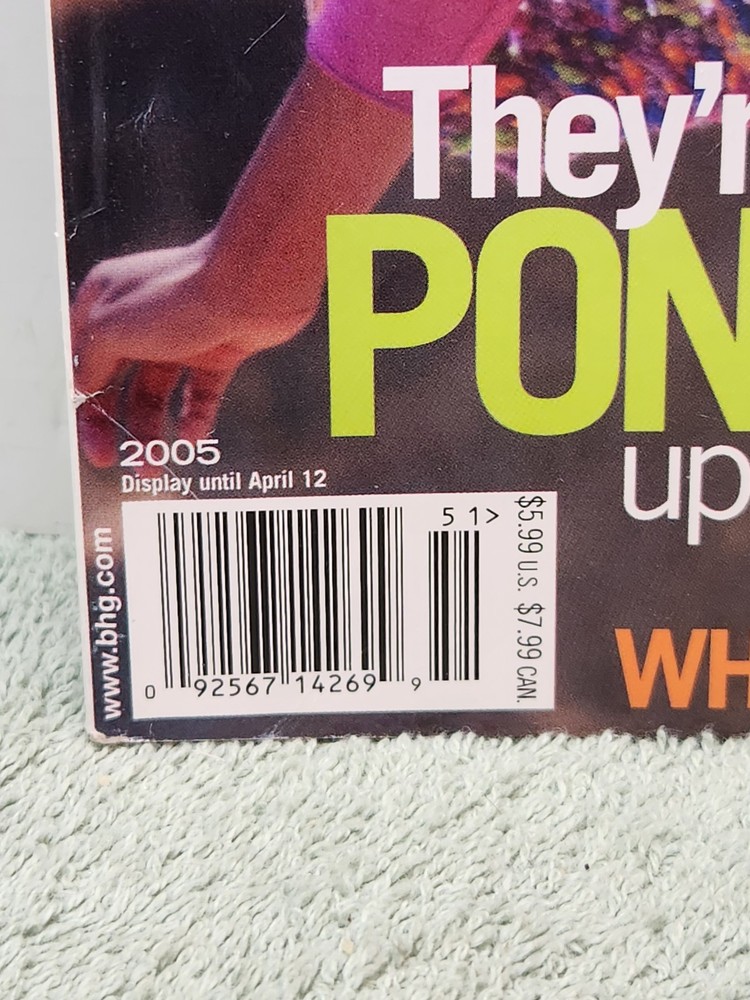 They'r
PON
up
2005
Display until April 12
www.bhg.com
5 1>
$5.99 U.S. $7.99 CAN.
0 92567 14269 9
WH